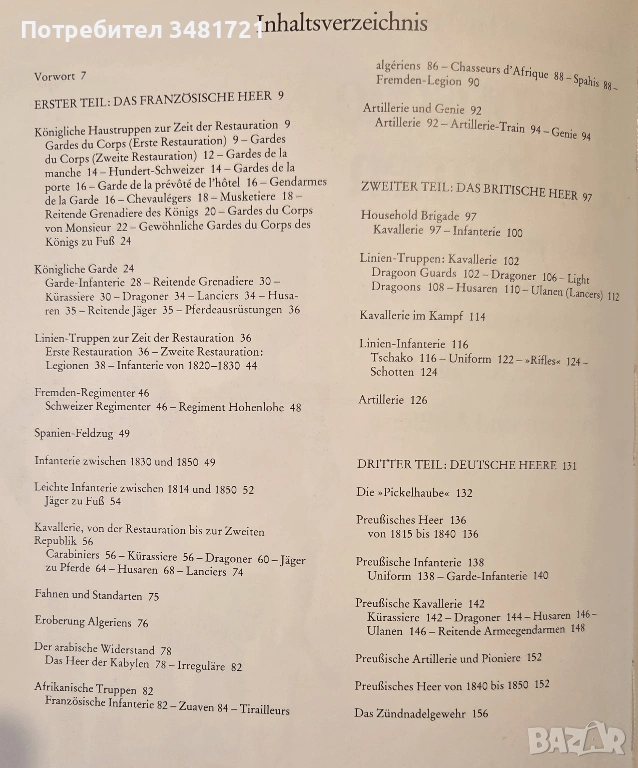 Потребител 3481721
Inhaltsverzeichnis
Vorwort 7
ERSTER TEIL: DAS FRANZÖSISCHE HEER 9
Königliche Haustruppen zur Zeit der Restauration 9
Gardes du Corps (Erste Restauration) 9 – Gardes
du Corps (Zweite Restauration) 12 – Gardes de la
manche 14 – Hundert-Schweizer 14 – Gardes de la
porte 16 – Garde de la prévôté de l'hôtel 16 – Gendarmes
de la Garde 16 – Chevaulégers 18 – Musketiere 18 –
Reitende Grenadiere des Königs 20 – Gardes du Corps
von Monsieur 22 – Gewöhnliche Gardes du Corps des
Königs zu Fuß 24
Königliche Garde 24
Garde-Infanterie 28 – Reitende Grenadiere 30 –
Kürassiere 30 – Dragoner 34 – Lanciers 34 – Husa-
ren 35 – Reitende Jäger 35 – Pferdeausrüstungen 36
Linien-Truppen zur Zeit der Restauration 36
Erste Restauration 36 – Zweite Restauration:
Legionen 38 – Infanterie von 1820–1830 44
Fremden-Regimenter 46
Schweizer Regimenter 46 – Regiment Hohenlohe 48
Spanien-Feldzug 49
Infanterie zwischen 1830 und 1850 49
Leichte Infanterie zwischen 1814 und 1850 52
Jäger zu Fuß 54
Kavallerie, von der Restauration bis zur Zweiten
Republik 56
Carabiniers 56 – Kürassiere 56 – Dragoner 60 – Jäger
zu Pferde 64 – Husaren 68 – Lanciers 74
Fahnen und Standarten 75
Eroberung Algeriens 76
Der arabische Widerstand 78
Das Heer der Kabylen 78 – Irreguläre 82
Afrikanische Truppen 82
Französische Infanterie 82 – Zuaven 84 – Tirailleurs
algériens 86 – Chasseurs d'Afrique 88 – Spahis 88 –
Fremden-Legion 90
Artillerie und Genie 92
Artillerie 92 – Artillerie-Train 94 – Genie 94
ZWEITER TEIL: DAS BRITISCHE HEER 97
Household Brigade 97
Kavallerie 97 – Infanterie 100
Linien-Truppen: Kavallerie 102
Dragoon Guards 102 – Dragoner 106 – Light
Dragoons 108 – Husaren 110 – Ulanen (Lancers) 112
Kavallerie im Kampf 114
Linien-Infanterie 116
Tschako 116 – Uniform 122 – »Rifles« 124 –
Schotten 124
Artillerie 126
DRITTER TEIL: DEUTSCHE HEERE 131
Die »Pickelhaube« 132
Preußisches Heer 136
von 1815 bis 1840 136
Preußische Infanterie 138
Uniform 138 – Garde-Infanterie 140
Preußische Kavallerie 142
Kürassiere 142 – Dragoner 144 – Husaren 146 –
Ulanen 146 – Reitende Armeegendarmen 148
Preußische Artillerie und Pioniere 152
Preußisches Heer von 1840 bis 1850 152
Das Zündnadelgewehr 156
BAZAR